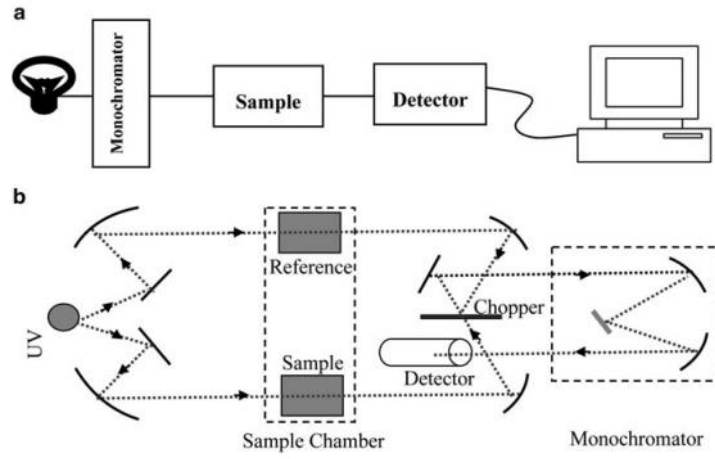 a
Monochromator
Sample
Detector
b
UV
Reference
Sample
Sample Chamber
Chopper
Detector
Monochromator